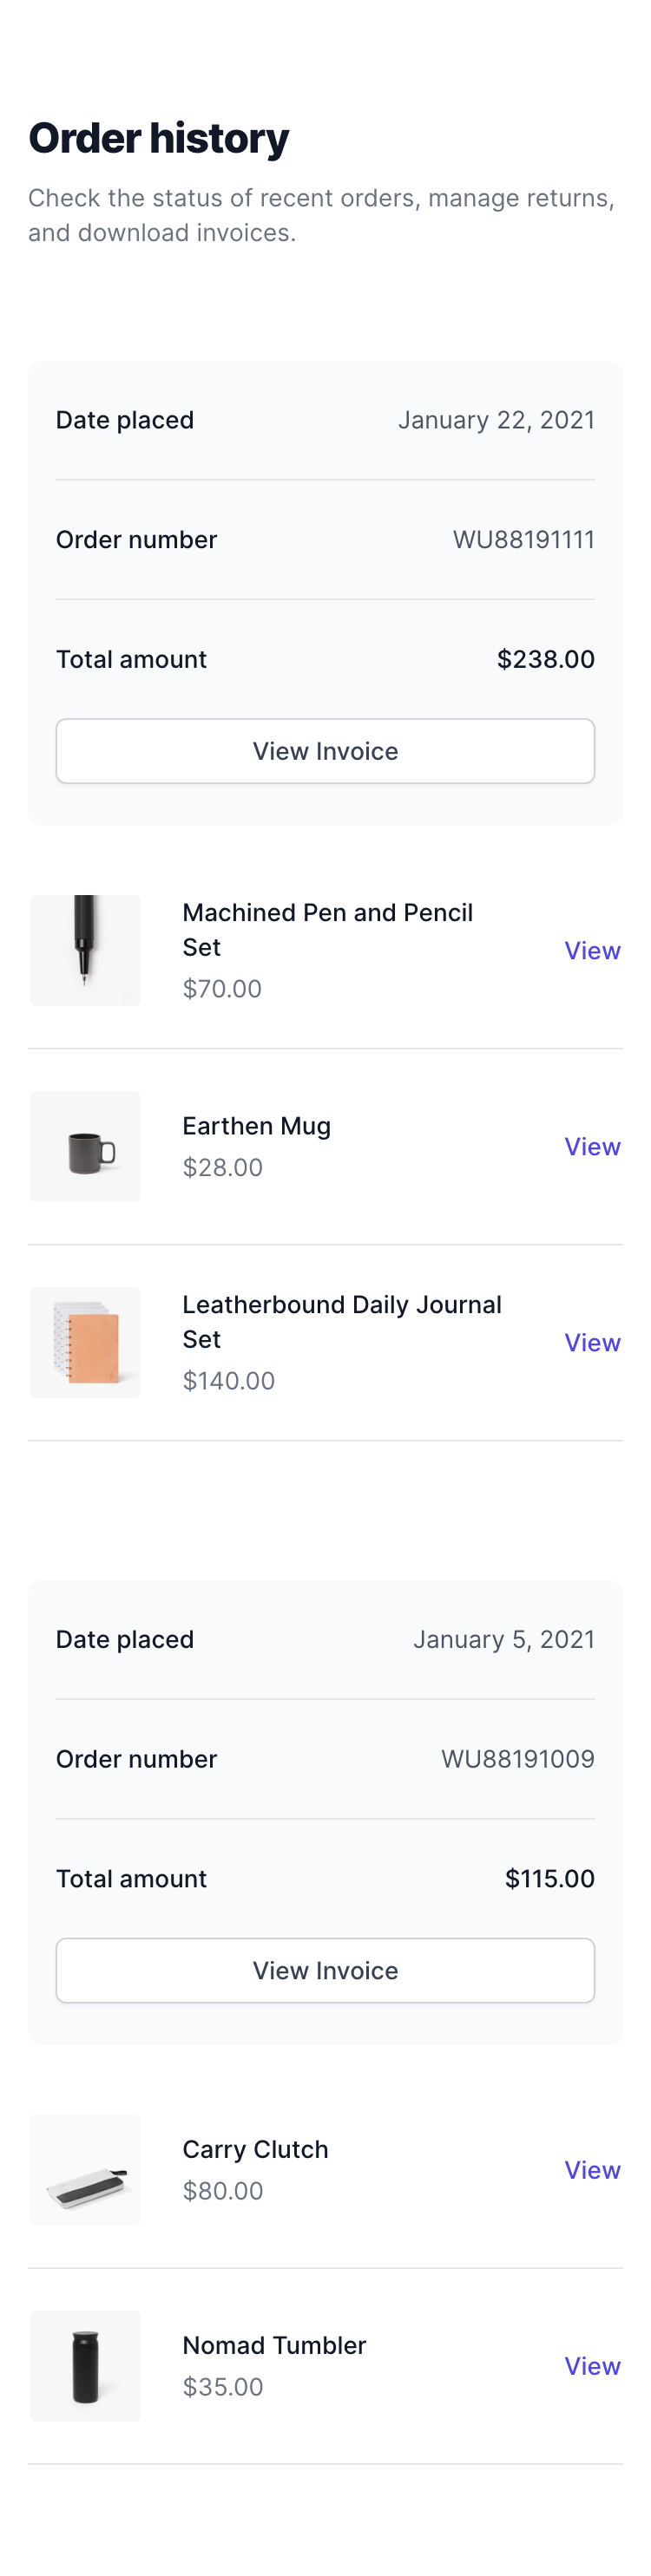 Order history
Check the status of recent orders, manage returns,
and download invoices.
Date placed January 22, 2021
Order number WU88191111
Total amount $238.00
View Invoice
Machined Pen and Pencil
Set
$70.00
View
Earthen Mug
$28.00
View
Leatherbound Daily Journal
Set
$140.00
View
Date placed January 5, 2021
Order number WU88191009
Total amount $115.00
View Invoice
Carry Clutch
$80.00
View
Nomad Tumbler
$35.00
View